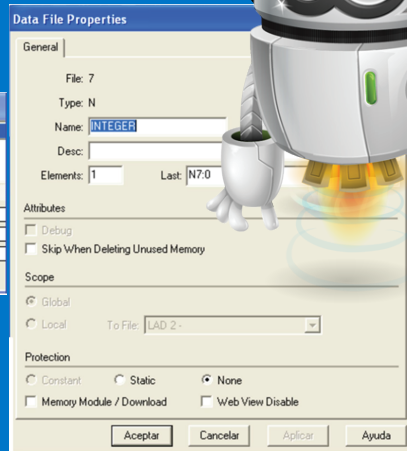 Data File Properties
General
File: 7
Type: N
Name: INTEGER
Desc:
Elements: 1 Last: N7:0
Attributes
Debug
Skip When Deleting Unused Memory
Scope
Global
Local To File: LAD 2 -
Protection
Constant Static None
Memory Module / Download Web View Disable
Aceptar Cancelar Aplicar Ayuda